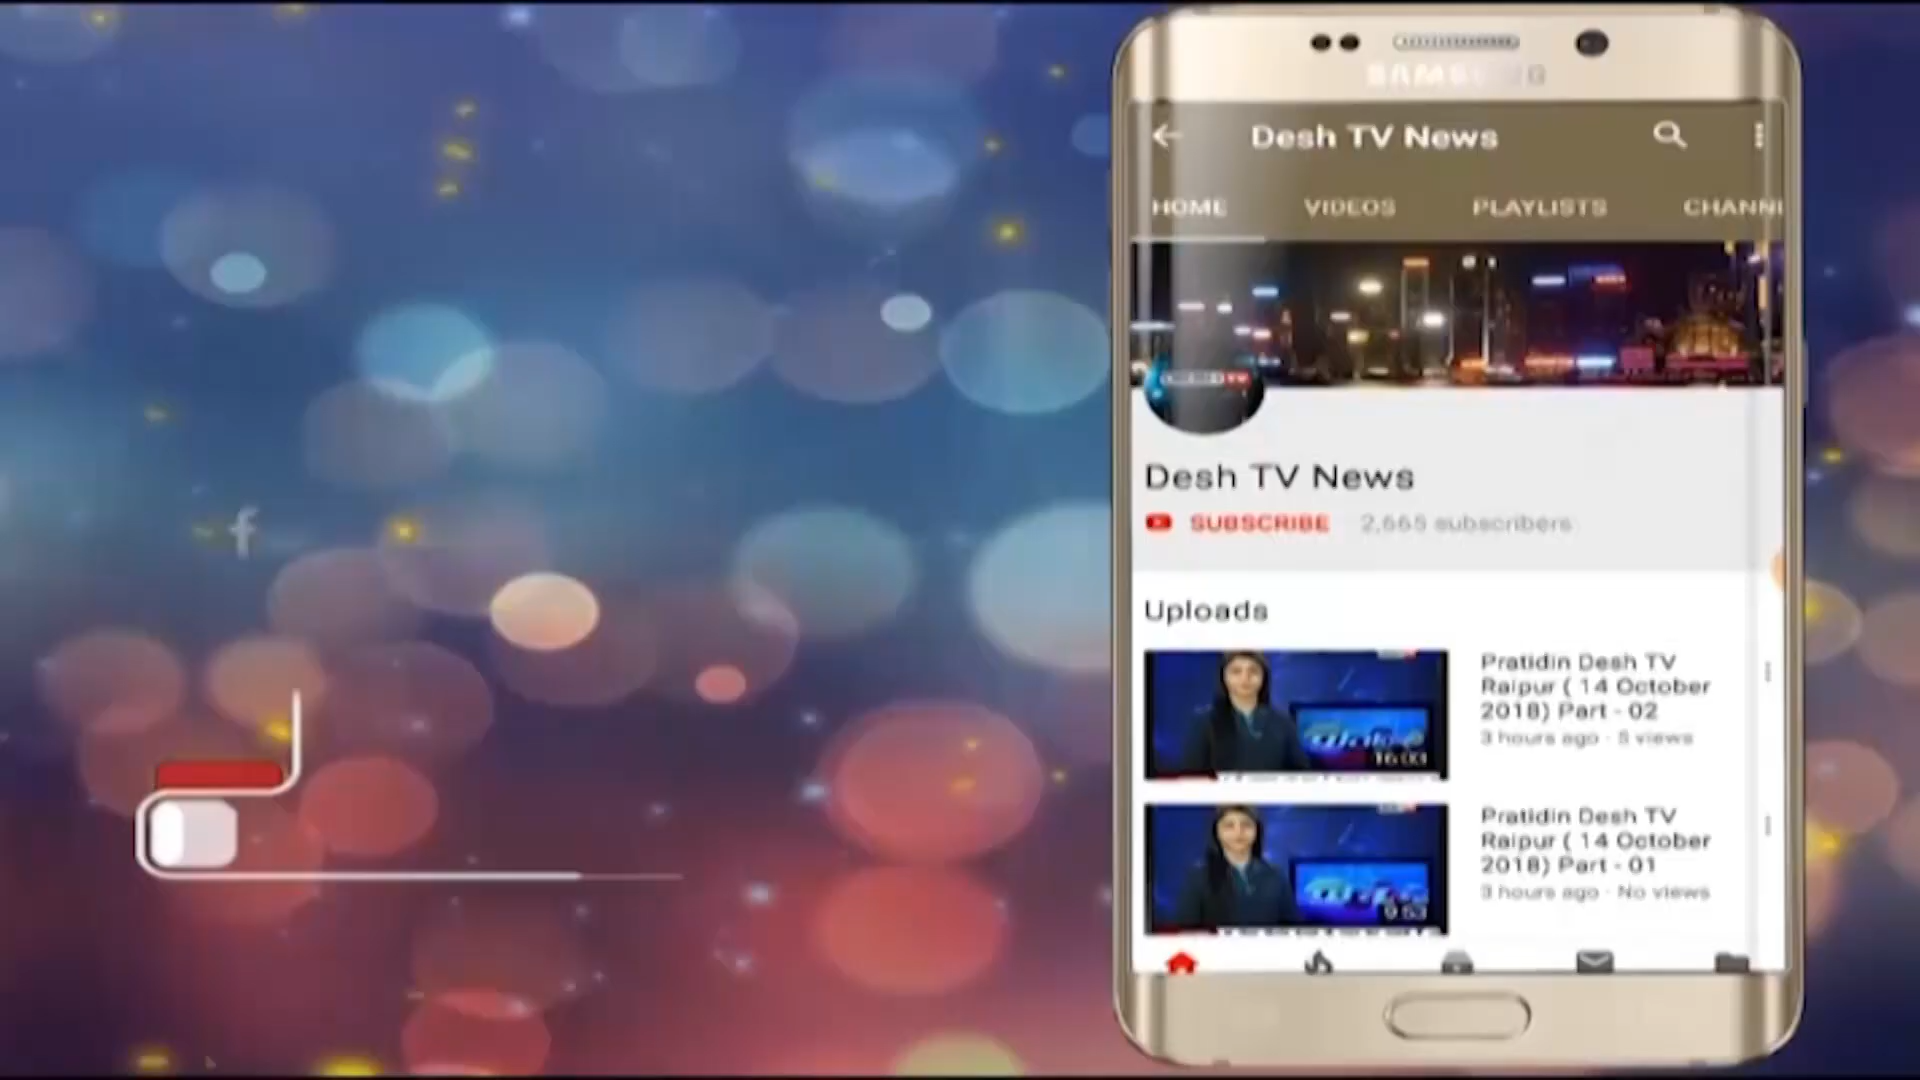 SAMSUNG
Desh TV News
HOME VIDEOS PLAYLISTS CHANN
Desh TV News
SUBSCRIBE 2,665 subscribers
Uploads
Pratidin Desh TV
Raipur ( 14 October
2018) Part - 02
3 hours ago · 5 views
16:03
Pratidin Desh TV
Raipur ( 14 October
2018) Part - 01
3 hours ago · No views
9:53
f